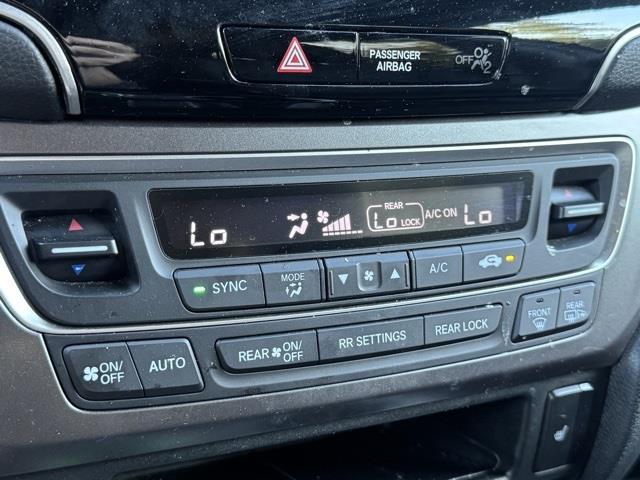 PASSENGER
AIRBAG
OFF 2
REAR
Lo Lo LOCK A/C ON Lo
SYNC MODE A/C
ON/OFF AUTO REAR ON/OFF RR SETTINGS REAR LOCK FRONT REAR